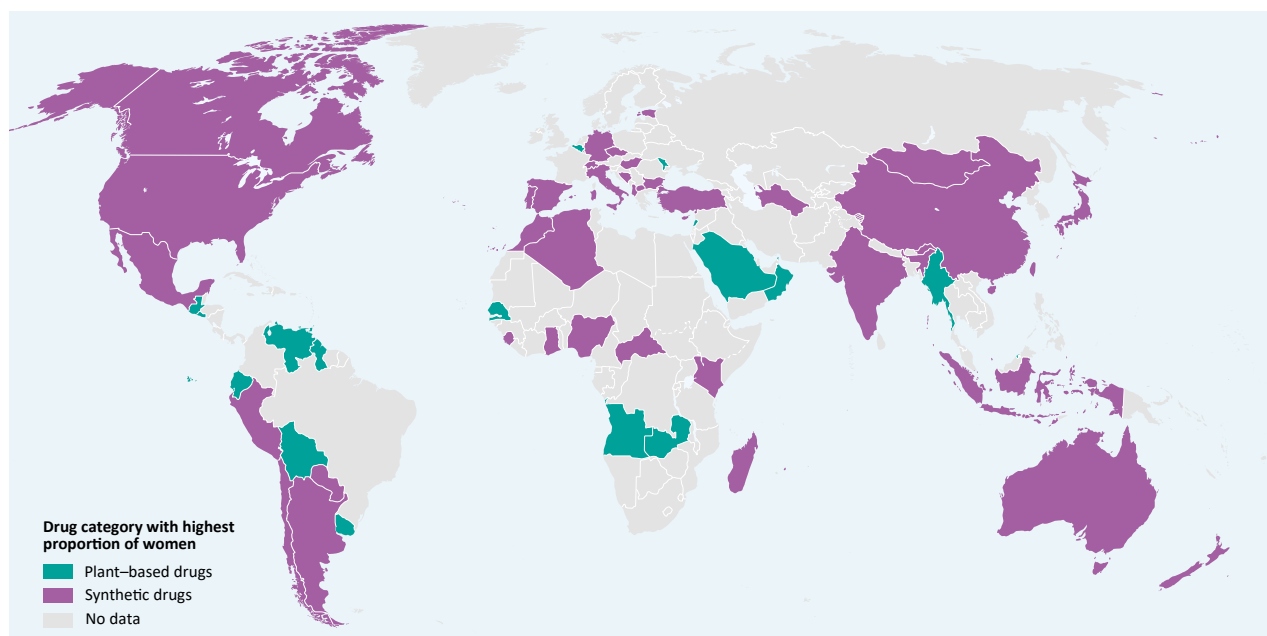 Drug category with highest
proportion of women
Plant–based drugs
Synthetic drugs
No data